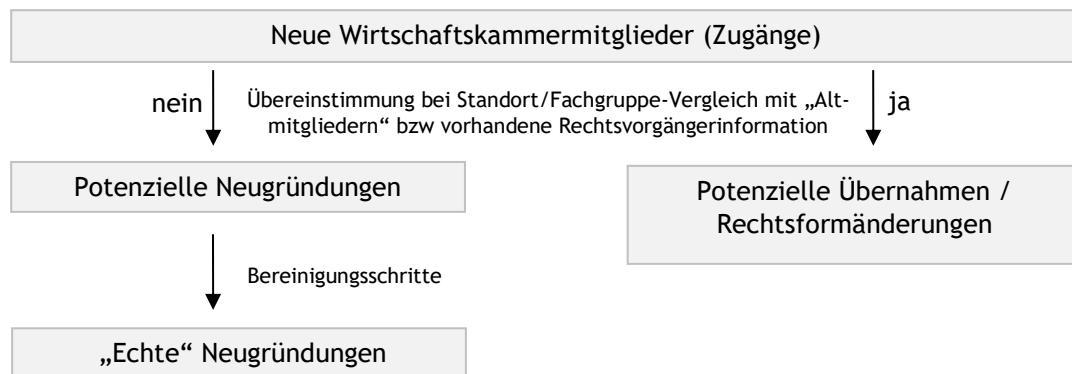 Neue Wirtschaftskammermitglieder (Zugänge)
nein
Übereinstimmung bei Standort/Fachgruppe-Vergleich mit „Alt-
mitgliedern“ bzw vorhandene Rechtsvorgängerinformation
ja
Potenzielle Neugründungen
Potenzielle Übernahmen /
Rechtsformänderungen
Bereinigungsschritte
„Echte“ Neugründungen